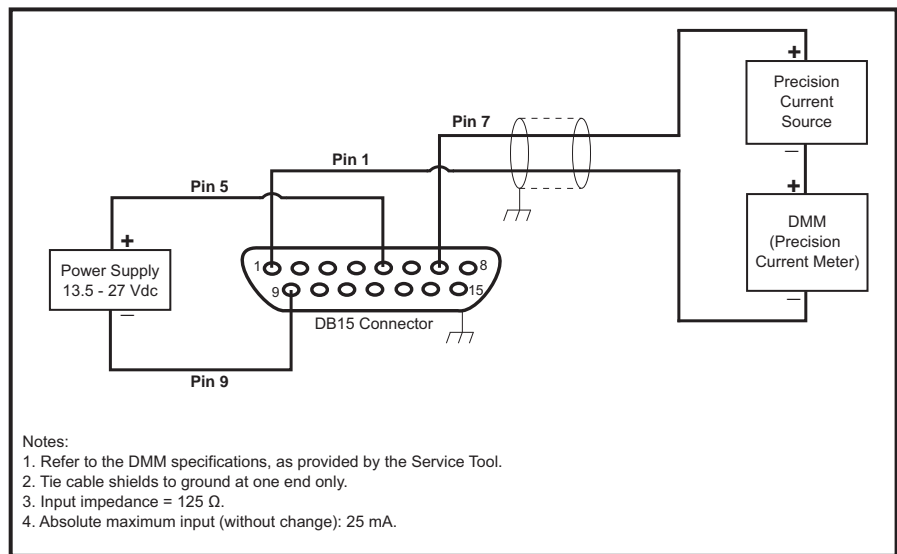 Pin 7
Pin 1
Pin 5
Pin 9
+
Precision
Current
Source
–
+
DMM
(Precision
Current Meter)
–
+
Power Supply
13.5 - 27 Vdc
–
1
8
9
15
DB15 Connector
Notes:
1. Refer to the DMM specifications, as provided by the Service Tool.
2. Tie cable shields to ground at one end only.
3. Input impedance = 125 Ω.
4. Absolute maximum input (without change): 25 mA.